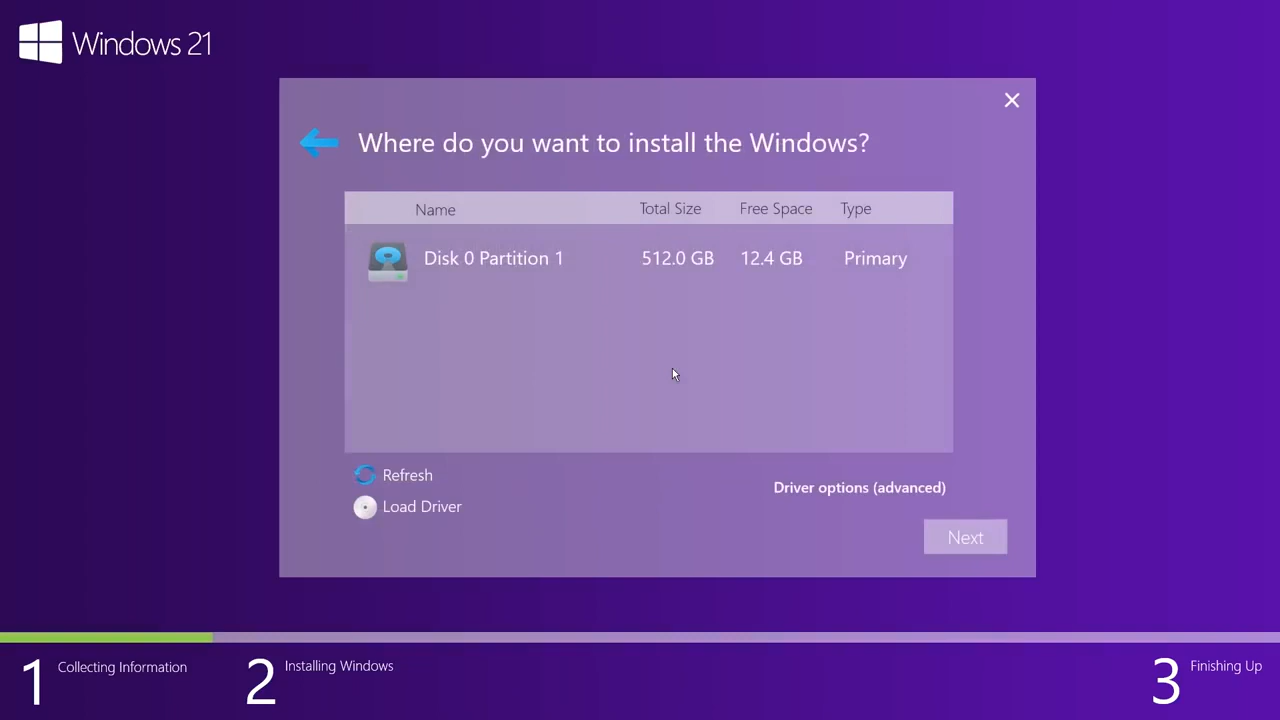 Windows 21
Where do you want to install the Windows?
Name Total Size Free Space Type
Disk 0 Partition 1 512.0 GB 12.4 GB Primary
Refresh
Driver options (advanced)
Load Driver
Next
1 Collecting Information 2 Installing Windows 3 Finishing Up